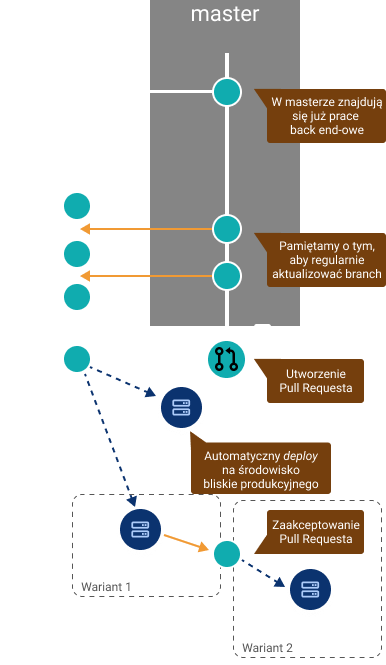 master
W masterze znajdują
się już prace
back end-owe
Pamiętamy o tym,
aby regularnie
aktualizować branch
Utworzenie
Pull Requesta
Automatyczny deploy
na środowisko
bliskie produkcyjnego
Zaakceptowanie
Pull Requesta
Wariant 1
Wariant 2